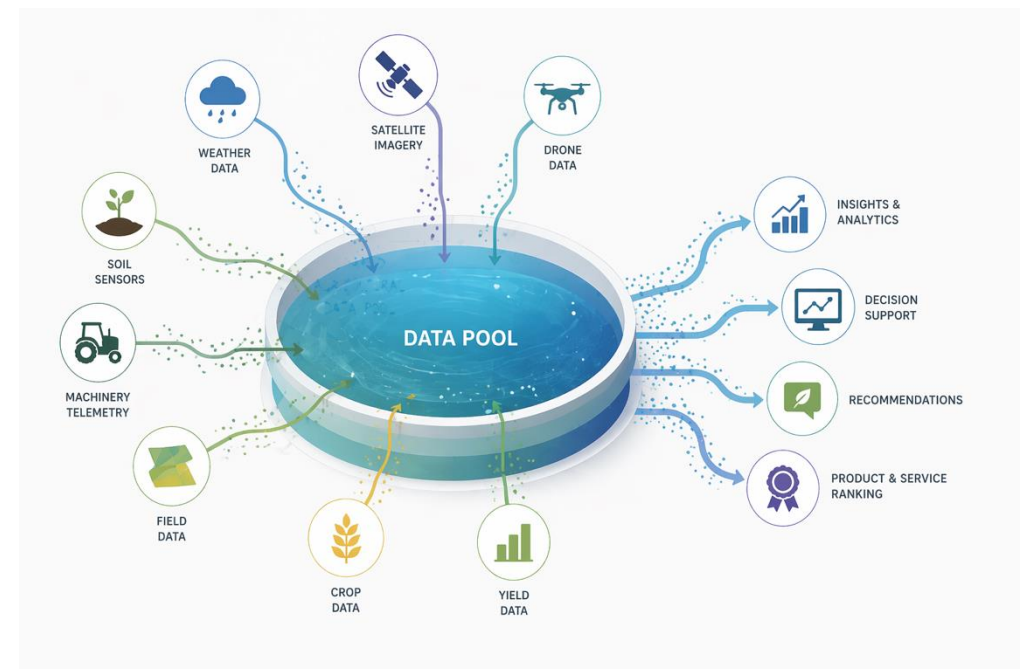 SATELLITE
IMAGERY
WEATHER
DATA
DRONE
DATA
INSIGHTS &
ANALYTICS
SOIL
SENSORS
DECISION
SUPPORT
DATA POOL
MACHINERY
TELEMETRY
RECOMMENDATIONS
PRODUCT & SERVICE
RANKING
FIELD
DATA
CROP
DATA
YIELD
DATA